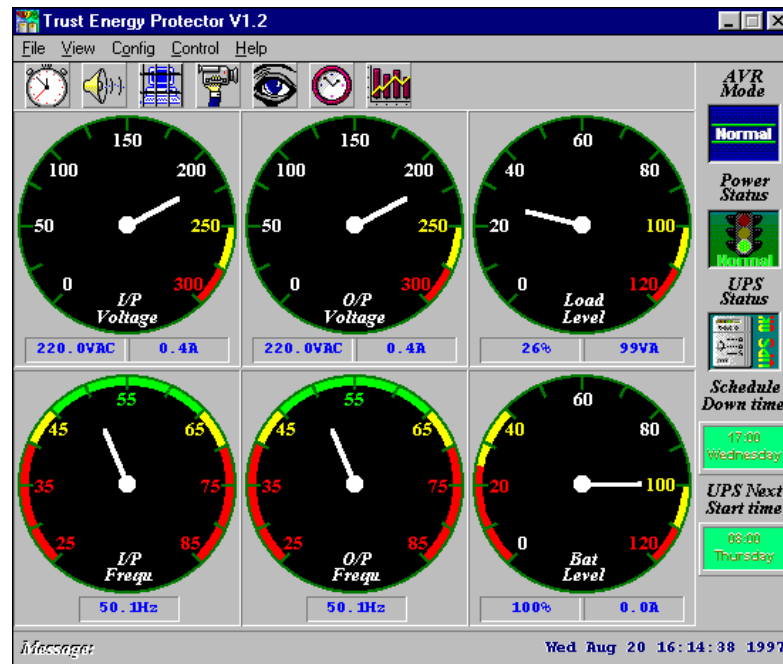 Trust Energy Protector V1.2
File View Config Control Help
AVR
Mode
Normal
Power
Status
Normal
UPS
Status
Schedule
Down time
17:00
Wednesday
UPS Next
Start time
08:00
Thursday
0 50 100 150 200 250 300
I/P
Voltage
220.0VAC 0.4A
0 50 100 150 200 250 300
O/P
Voltage
220.0VAC 0.4A
0 20 40 60 80 100 120
Load
Level
26% 99VA
25 35 45 55 65 75 85
I/P
Frequ
50.1Hz
25 35 45 55 65 75 85
O/P
Frequ
50.1Hz
0 20 40 60 80 100 120
Bat
Level
100% 0.0A
Message:
Wed Aug 20 16:14:38 1997